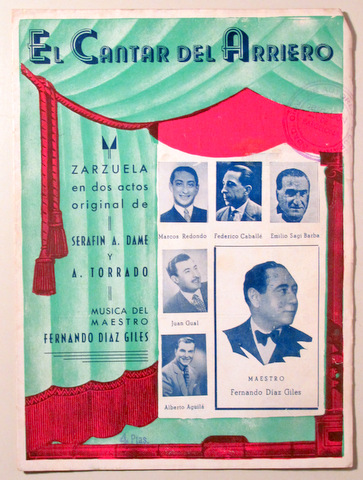 EL CANTAR DEL ARRIERO
ZARZUELA
en dos actos
original de
SERAFIN A. DAME
Y
A. TORRADO
MUSICA DEL
MAESTRO
FERNANDO DIAZ GILES
Marcos Redondo
Federico Caballé
Emilio Sagi Barba
Juan Gual
Alberto Aguilá
MAESTRO
Fernando Díaz Giles
Ptas.